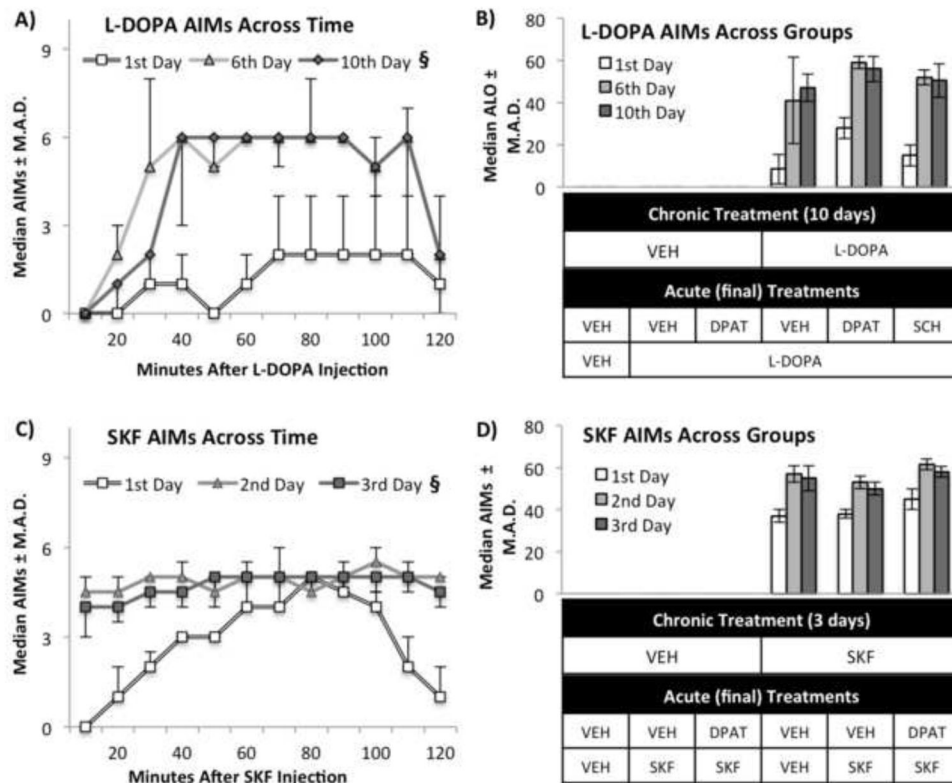 A)
L-DOPA AIMs Across Time
1st Day 6th Day 10th Day §
Median AIMs ± M.A.D.
9
6
3
0
20 40 60 80 100 120
Minutes After L-DOPA Injection
B)
L-DOPA AIMs Across Groups
1st Day
6th Day
10th Day
Median ALO ±
M.A.D.
60
40
20
0
Chronic Treatment (10 days)
VEH L-DOPA
Acute (final) Treatments
VEH VEH DPAT VEH DPAT SCH
VEH L-DOPA
C)
SKF AIMs Across Time
1st Day 2nd Day 3rd Day §
Median AIMs ± M.A.D.
9
6
3
0
20 40 60 80 100 120
Minutes After SKF Injection
D)
SKF AIMs Across Groups
1st Day
2nd Day
3rd Day
Median AIMs ±
M.A.D.
60
40
20
0
Chronic Treatment (3 days)
VEH SKF
Acute (final) Treatments
VEH VEH DPAT VEH VEH DPAT
VEH SKF SKF VEH SKF SKF